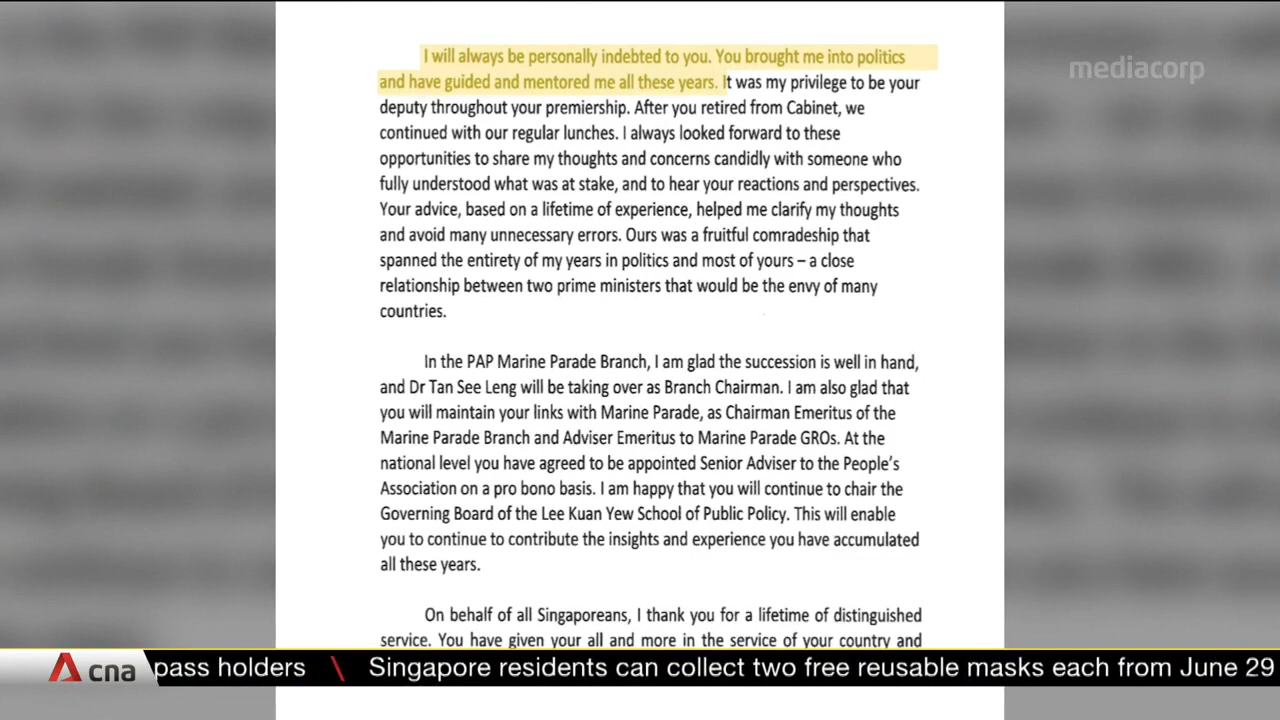 I will always be personally indebted to you. You brought me into politics
and have guided and mentored me all these years. It was my privilege to be your
deputy throughout your premiership. After you retired from Cabinet, we
continued with our regular lunches. I always looked forward to these
opportunities to share my thoughts and concerns candidly with someone who
fully understood what was at stake, and to hear your reactions and perspectives.
Your advice, based on a lifetime of experience, helped me clarify my thoughts
and avoid many unnecessary errors. Ours was a fruitful comradeship that
spanned the entirety of my years in politics and most of yours – a close
relationship between two prime ministers that would be the envy of many
countries.
In the PAP Marine Parade Branch, I am glad the succession is well in hand,
and Dr Tan See Leng will be taking over as Branch Chairman. I am also glad that
you will maintain your links with Marine Parade, as Chairman Emeritus of the
Marine Parade Branch and Adviser Emeritus to Marine Parade GROs. At the
national level you have agreed to be appointed Senior Adviser to the People's
Association on a pro bono basis. I am happy that you will continue to chair the
Governing Board of the Lee Kuan Yew School of Public Policy. This will enable
you to continue to contribute the insights and experience you have accumulated
all these years.
On behalf of all Singaporeans, I thank you for a lifetime of distinguished
service. You have given your all and more in the service of your country and
mediacorp
cna
pass holders \ Singapore residents can collect two free reusable masks each from June 29